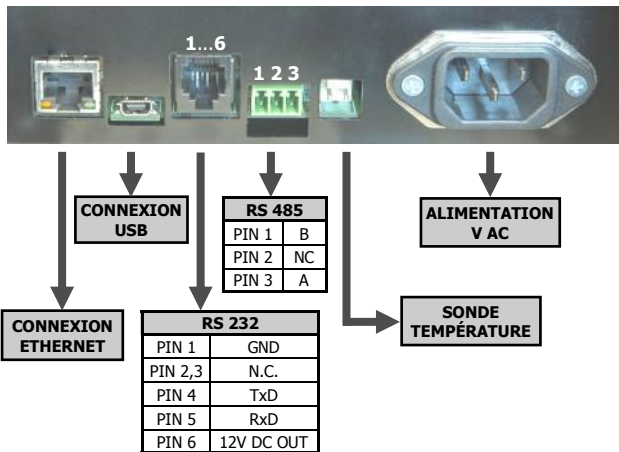 1...6
1 2 3
CONNEXION
USB
RS 485
PIN 1 B
PIN 2 NC
PIN 3 A
ALIMENTATION
V AC
CONNEXION
ETHERNET
RS 232
PIN 1 GND
PIN 2,3 N.C.
PIN 4 TxD
PIN 5 RxD
PIN 6 12V DC OUT
SONDE
TEMPÉRATURE